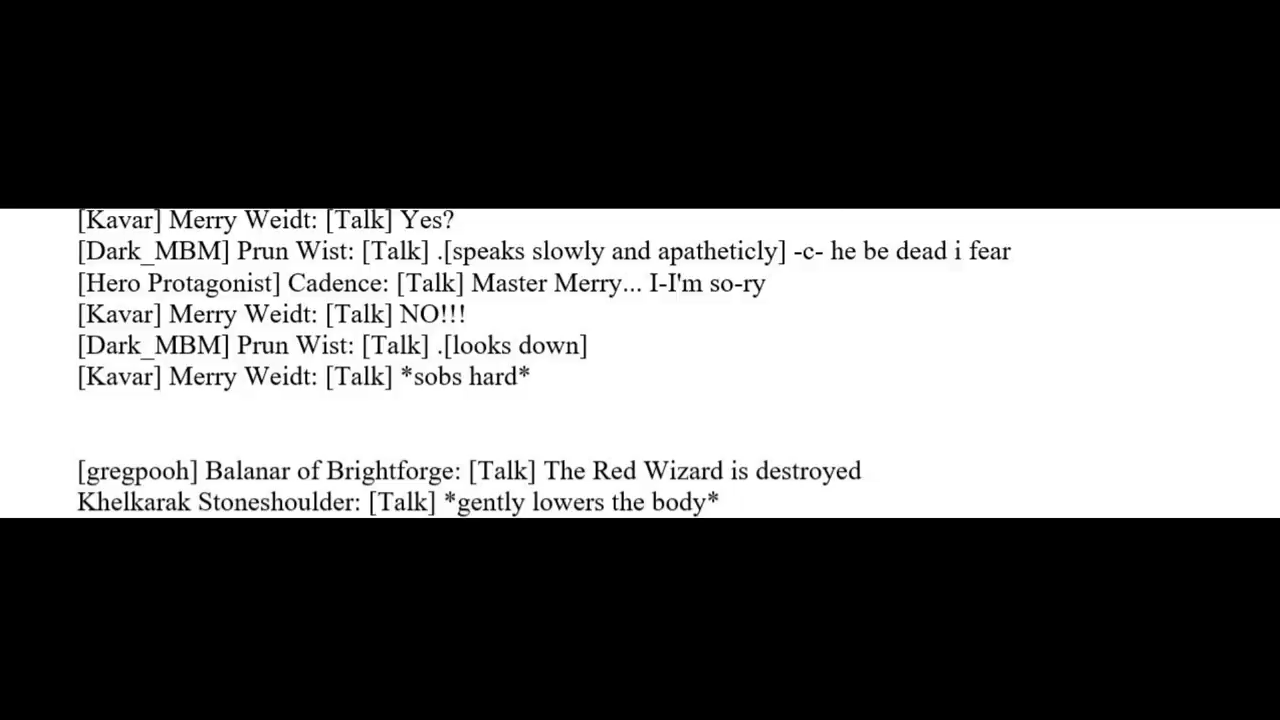 [Kavar] Merry Weidt: [Talk] Yes?
[Dark_MBM] Prun Wist: [Talk] .[speaks slowly and apatheticly] -c- he be dead i fear
[Hero Protagonist] Cadence: [Talk] Master Merry... I-I'm so-ry
[Kavar] Merry Weidt: [Talk] NO!!!
[Dark_MBM] Prun Wist: [Talk] .[looks down]
[Kavar] Merry Weidt: [Talk] *sobs hard*
[gregpooh] Balanar of Brightforge: [Talk] The Red Wizard is destroyed
Khelkarak Stoneshoulder: [Talk] *gently lowers the body*